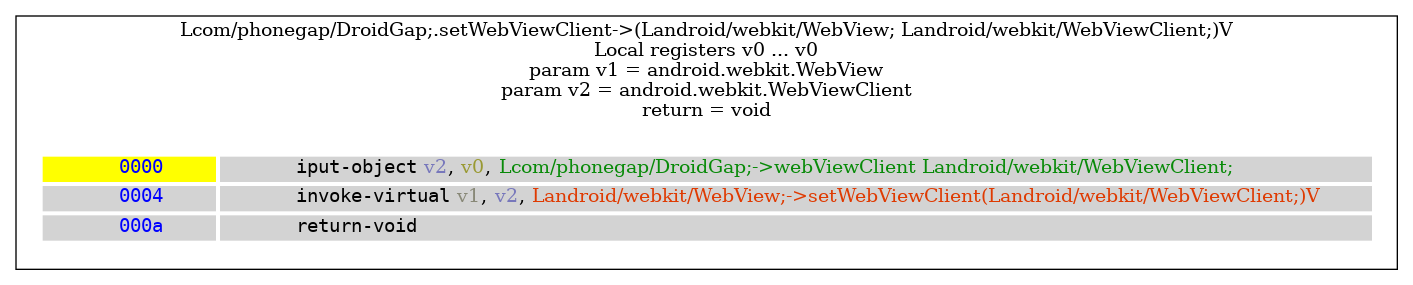 Lcom/phonegap/DroidGap;.setWebViewClient->(Landroid/webkit/WebView; Landroid/webkit/WebViewClient;)V
Local registers v0 ... v0
param v1 = android.webkit.WebView
param v2 = android.webkit.WebViewClient
return = void
0000 iput-object v2, v0, Lcom/phonegap/DroidGap;->webViewClient Landroid/webkit/WebViewClient;
0004 invoke-virtual v1, v2, Landroid/webkit/WebView;->setWebViewClient(Landroid/webkit/WebViewClient;)V
000a return-void